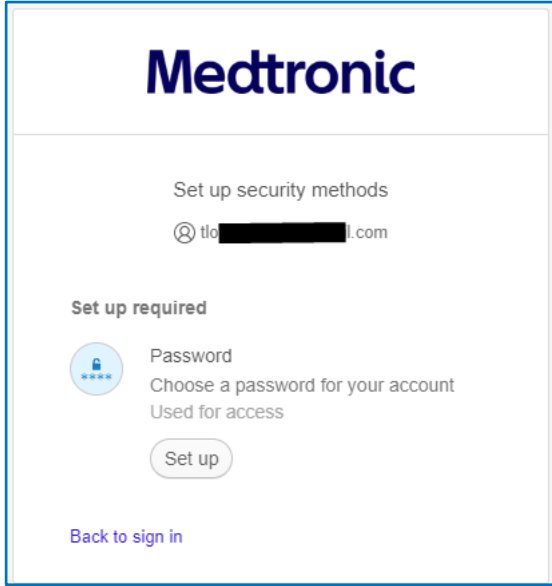 Medtronic
Set up security methods
tlo l.com
Set up required
Password
****
Choose a password for your account
Used for access
Set up
Back to sign in